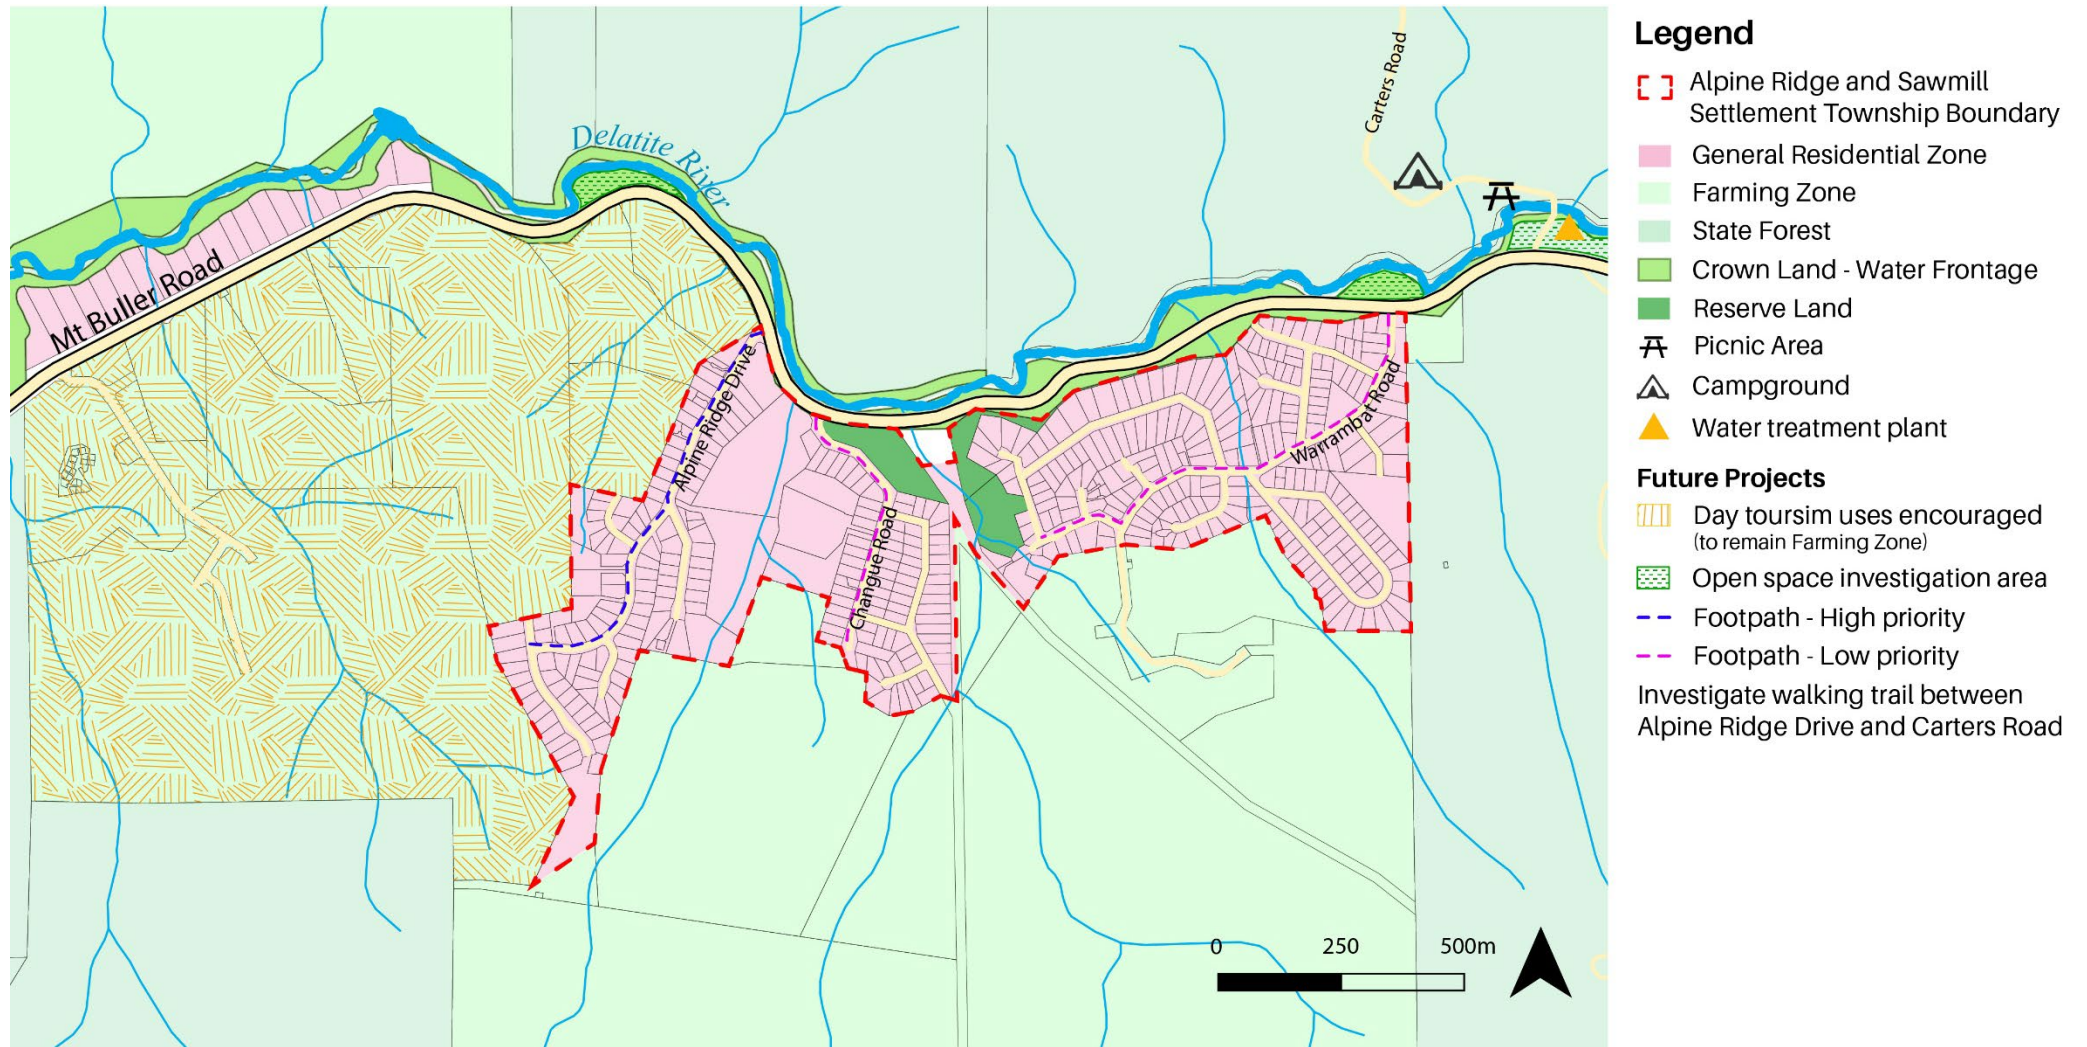 Carters Road
Delatite River
Mt Buller Road
Alpine Ridge Drive
Changue Road
Warrambat Road
0 250 500m
Legend
Alpine Ridge and Sawmill
Settlement Township Boundary
General Residential Zone
Farming Zone
State Forest
Crown Land - Water Frontage
Reserve Land
Picnic Area
Campground
Water treatment plant
Future Projects
Day toursim uses encouraged
(to remain Farming Zone)
Open space investigation area
Footpath - High priority
Footpath - Low priority
Investigate walking trail between
Alpine Ridge Drive and Carters Road